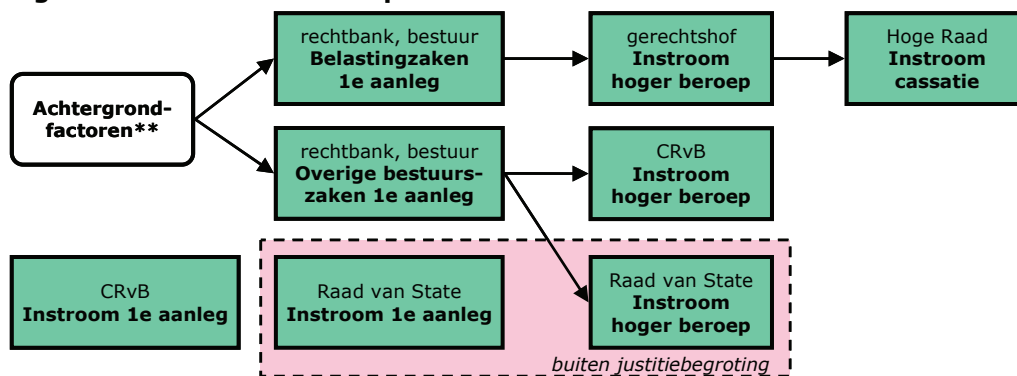 rechtbank, bestuur
Belastingzaken
1e aanleg
gerechtshof
Instroom
hoger beroep
Hoge Raad
Instroom
cassatie
Achtergrond-
factoren**
rechtbank, bestuur
Overige bestuurs-
zaken 1e aanleg
CRvB
Instroom
hoger beroep
CRvB
Instroom 1e aanleg
Raad van State
Instroom 1e aanleg
Raad van State
Instroom
hoger beroep
buiten justitiebegroting